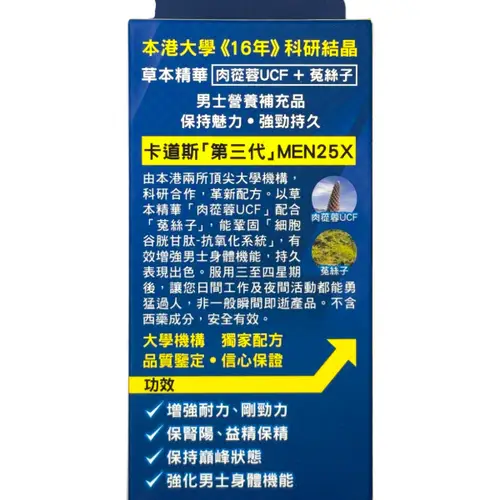 本港大學《16年》科研結晶
草本精華 肉蓯蓉UCF + 菟絲子
男士營養補充品
保持魅力•強勁持久
卡道斯「第三代」MEN25X
由本港兩所頂尖大學機構,
科研合作,革新配方。以草
本精華「肉蓯蓉UCF」配合
「菟絲子」,能鞏固「細胞
谷胱甘肽-抗氧化系統」,有
效增強男士身體機能,持久
表現出色。服用三至四星期
後,讓您日間工作及夜間活動都能勇
猛過人,非一般瞬間即逝產品。不含
西藥成分,安全有效。
肉蓯蓉UCF
菟絲子
大學機構 獨家配方
品質鑒定•信心保證
功效
✓ 增強耐力、剛勁力
✓ 保腎陽、益精保精
✓ 保持巔峰狀態
✓ 強化男士身體機能